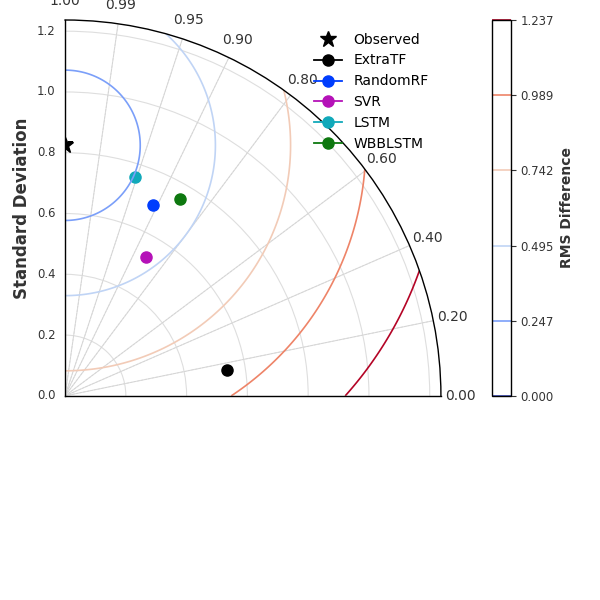 1.00
0.99
0.95
0.90
0.80
0.60
0.40
0.20
0.00
1.2
1.0
0.8
0.6
0.4
0.2
0.0
Standard Deviation
Observed
ExtraTF
RandomRF
SVR
LSTM
WBBLSTM
1.237
0.989
0.742
0.495
0.247
0.000
RMS Difference